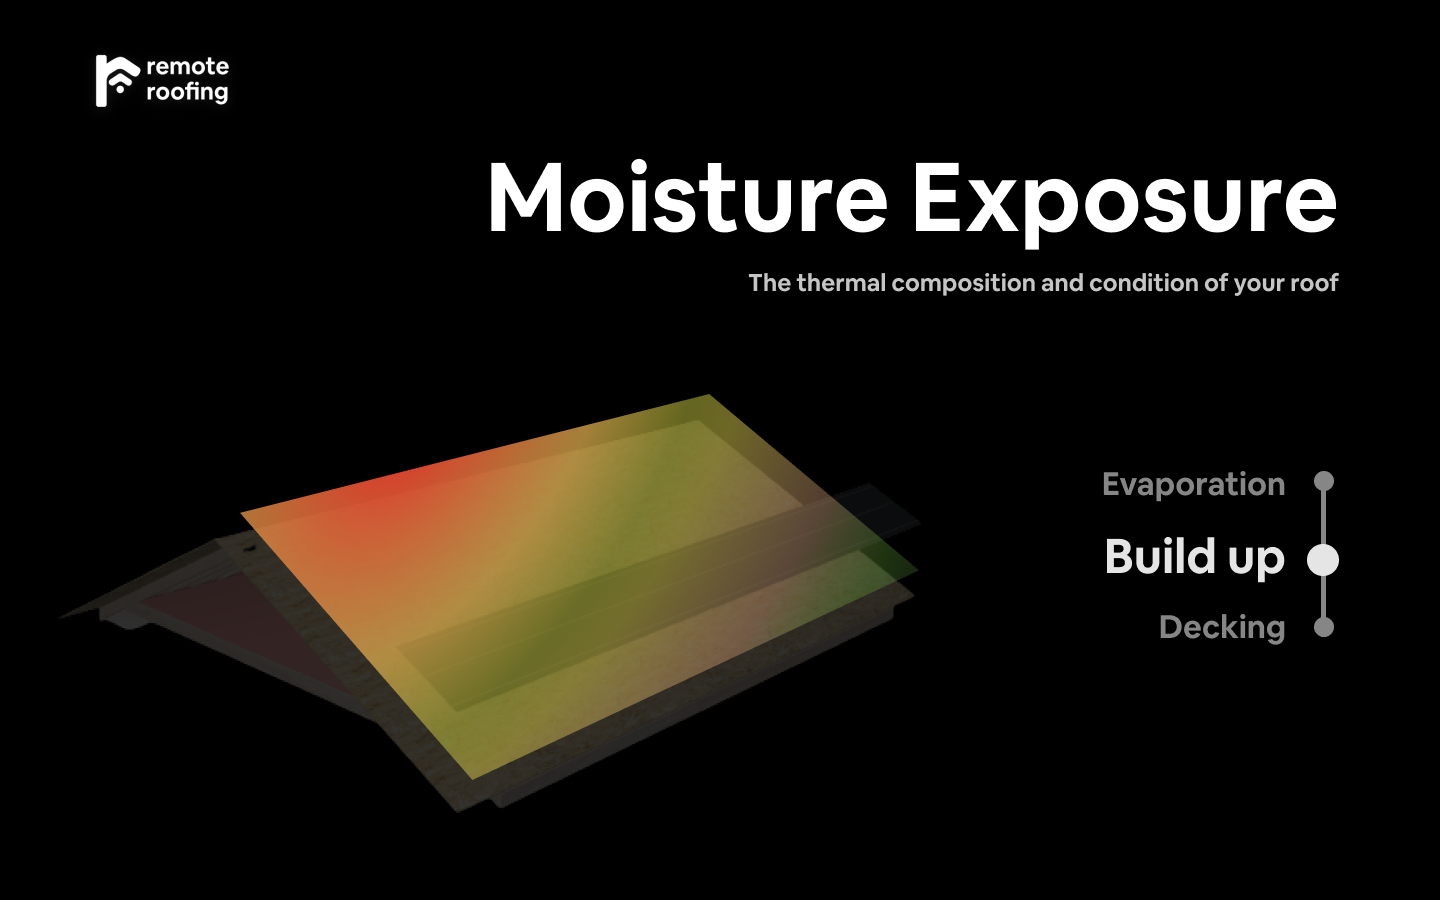 remote
roofing
Moisture Exposure
The thermal composition and condition of your roof
Evaporation
Build up
Decking